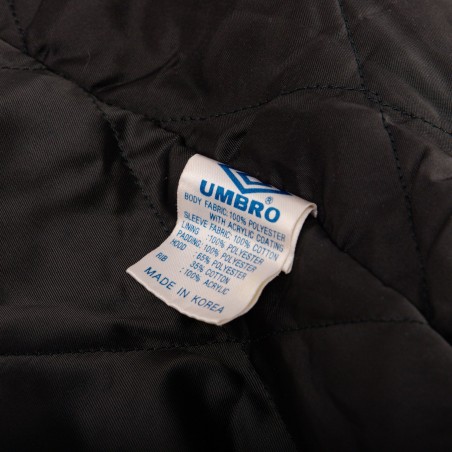 UMBRO®
BODY FABRIC: 100% POLYESTER
WITH ACRYLIC COATING
SLEEVE FABRIC: 100% COTTON
LINING :100% POLYESTER
PADDING: 100% POLYESTER
HOUD :65% POLYESTER
35% COTTON
RIB :100% ACRYLIC
MADE IN KOREA